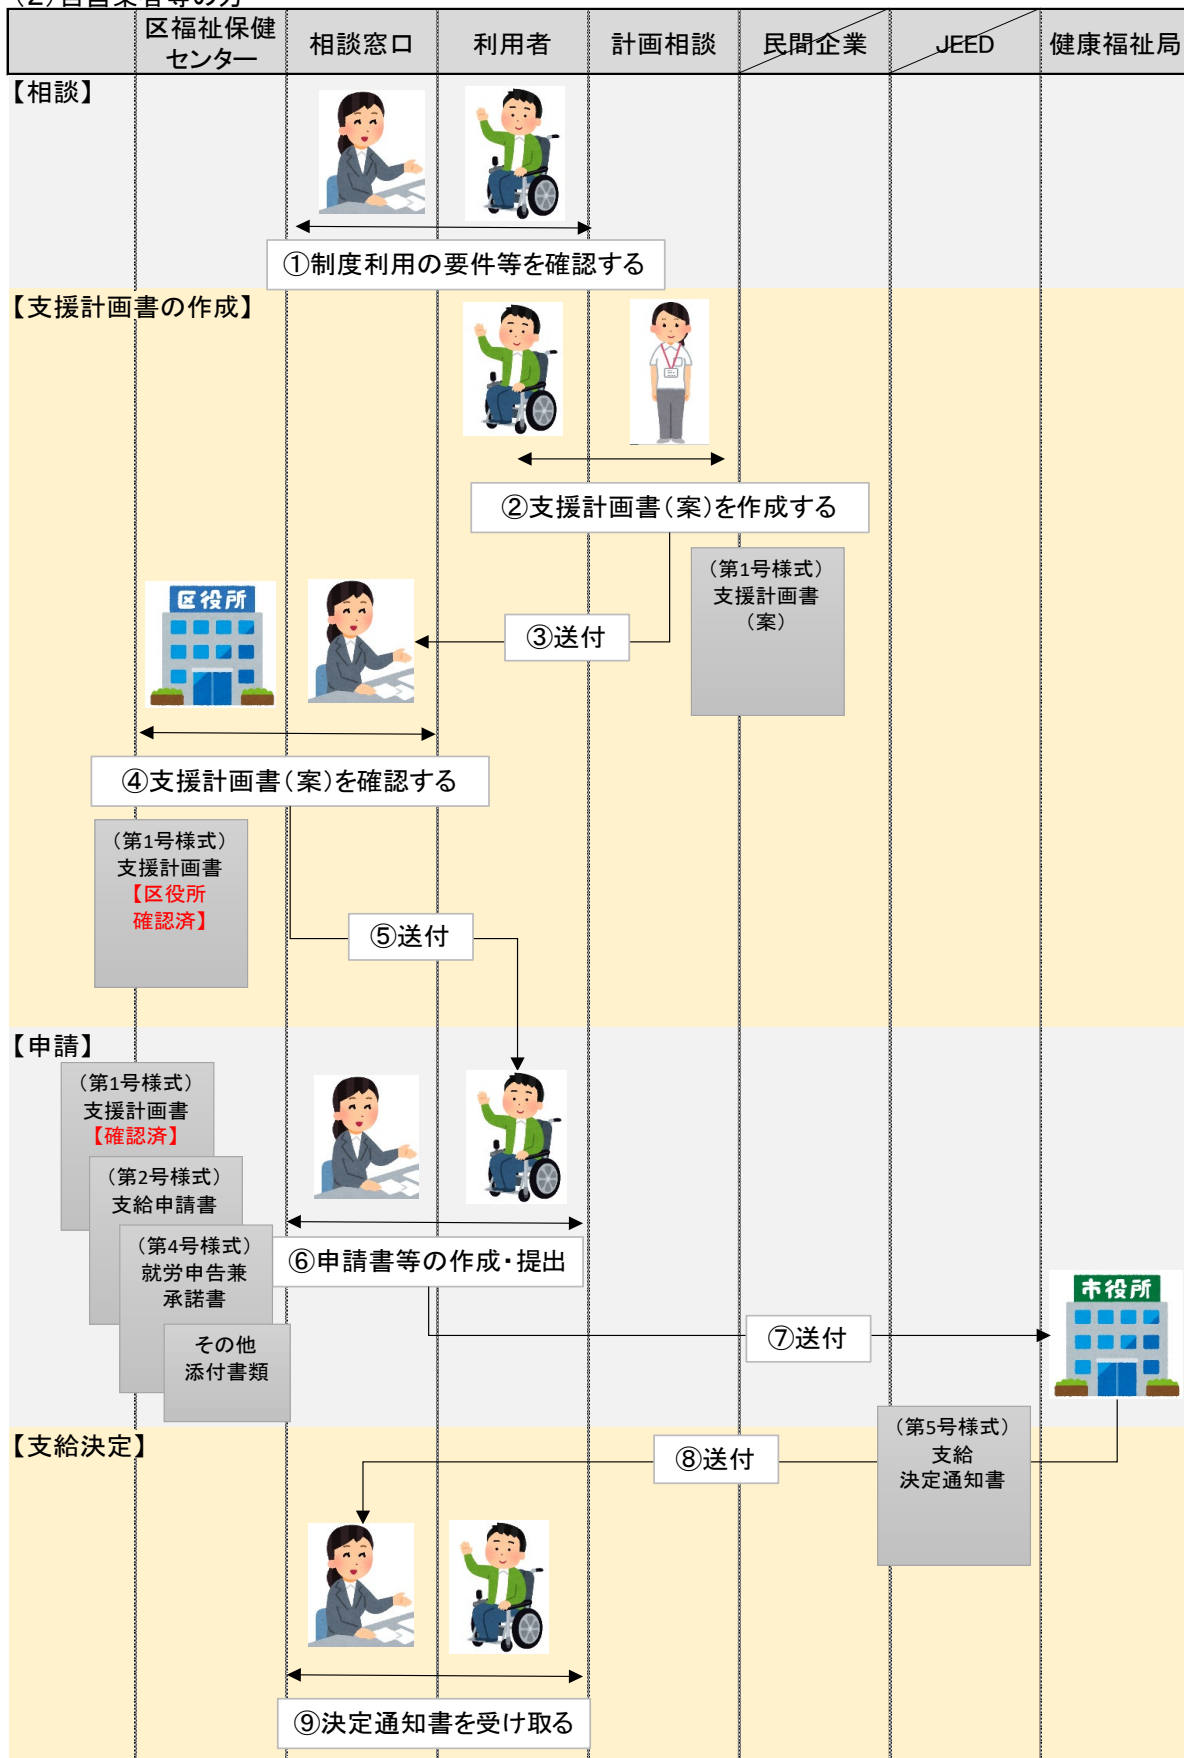 （２）自営業者等の方
区福祉保健
センター
相談窓口
利用者
計画相談
民間企業
JEED
健康福祉局
【相談】
①制度利用の要件等を確認する
【支援計画書の作成】
②支援計画書（案）を作成する
（第1号様式）
支援計画書
（案）
区役所
③送付
④支援計画書（案）を確認する
（第1号様式）
支援計画書
【区役所
確認済】
⑤送付
【申請】
（第1号様式）
支援計画書
【確認済】
（第2号様式）
支給申請書
（第4号様式）
就労申告兼
承諾書
その他
添付書類
⑥申請書等の作成・提出
市役所
⑦送付
【支給決定】
（第5号様式）
支給
決定通知書
⑧送付
⑨決定通知書を受け取る